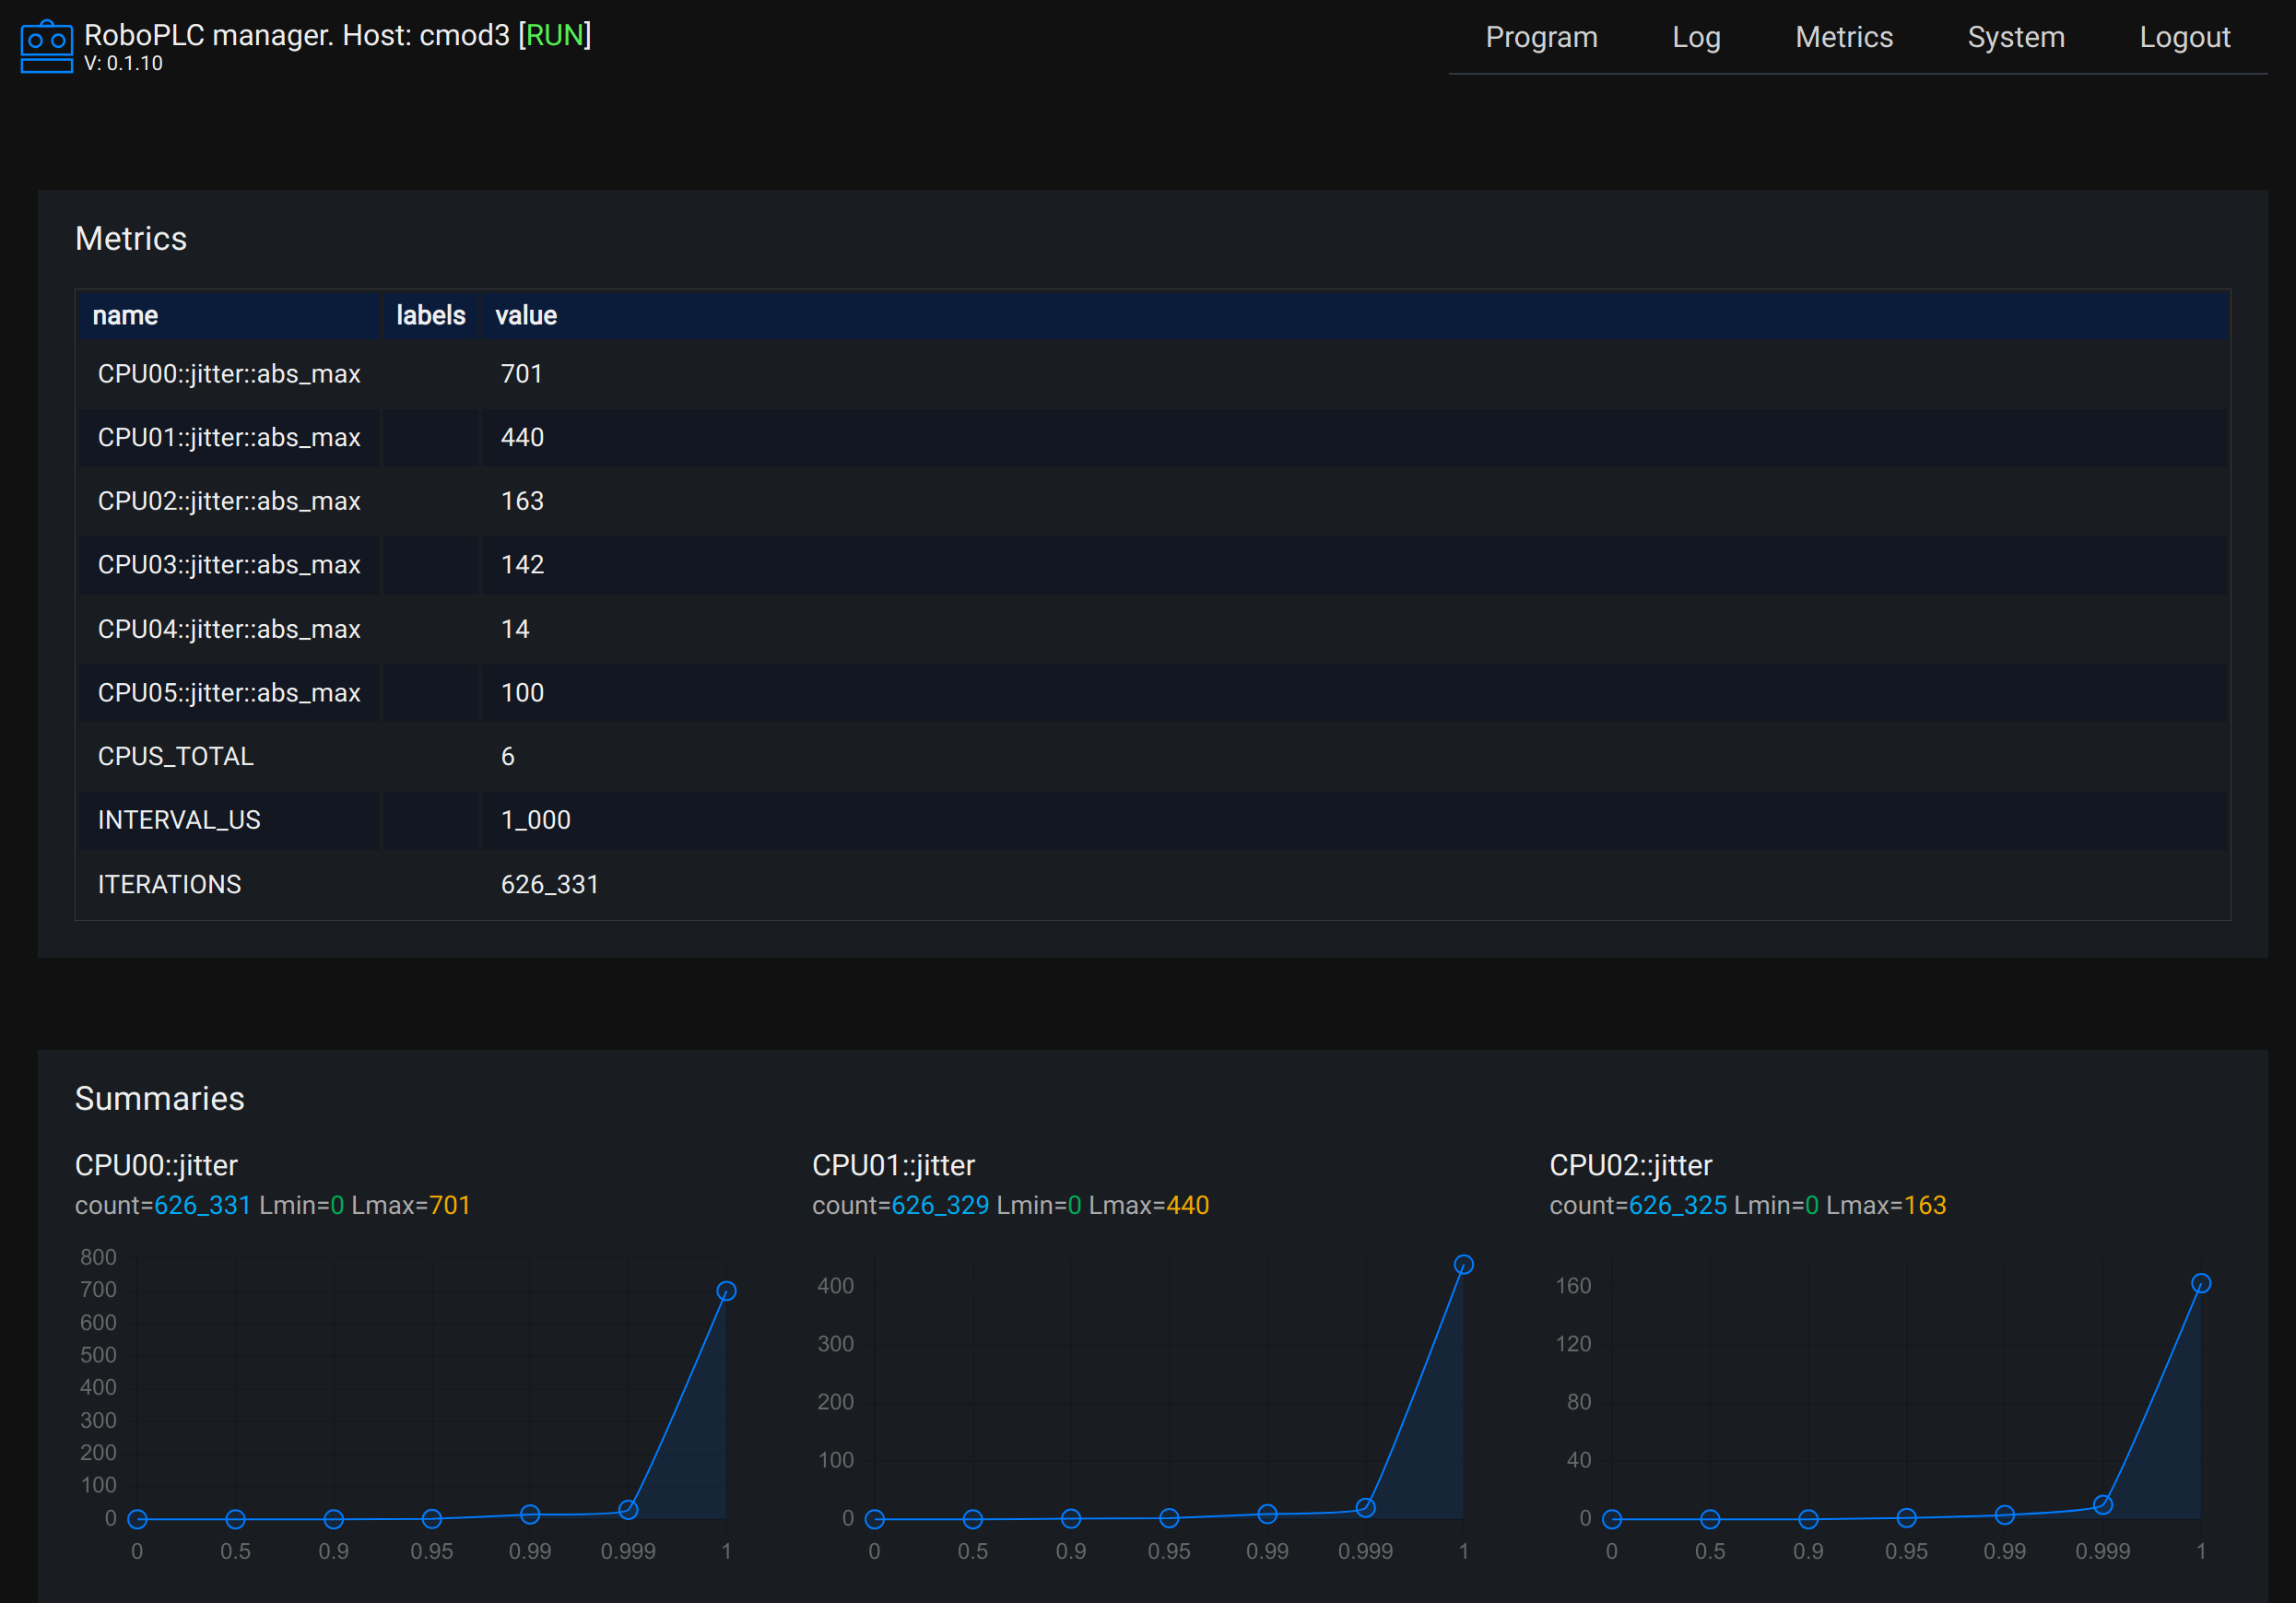 RoboPLC manager. Host: cmod3 [RUN]
V: 0.1.10
Program Log Metrics System Logout
Metrics
name labels value
CPU00::jitter::abs_max 701
CPU01::jitter::abs_max 440
CPU02::jitter::abs_max 163
CPU03::jitter::abs_max 142
CPU04::jitter::abs_max 14
CPU05::jitter::abs_max 100
CPUS_TOTAL 6
INTERVAL_US 1_000
ITERATIONS 626_331
Summaries
CPU00::jitter
count=626_331 Lmin=0 Lmax=701
800
700
600
500
400
300
200
100
0
0 0.5 0.9 0.95 0.99 0.999 1
CPU01::jitter
count=626_329 Lmin=0 Lmax=440
400
300
200
100
0
0 0.5 0.9 0.95 0.99 0.999 1
CPU02::jitter
count=626_325 Lmin=0 Lmax=163
160
120
80
40
0
0 0.5 0.9 0.95 0.99 0.999 1